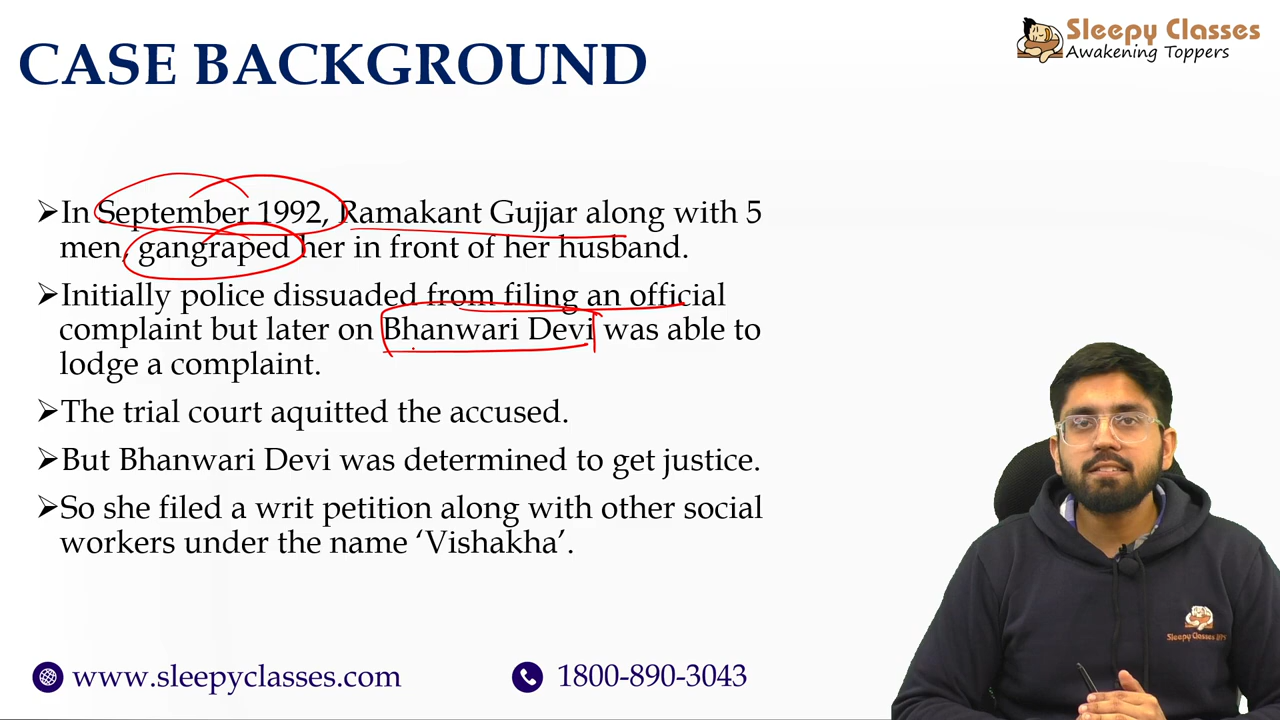 CASE BACKGROUND
Sleepy Classes
Awakening Toppers
➢In September 1992, Ramakant Gujjar along with 5
men, gangraped her in front of her husband.
➢Initially police dissuaded from filing an official
complaint but later on Bhanwari Devi was able to
lodge a complaint.
➢The trial court aquitted the accused.
➢But Bhanwari Devi was determined to get justice.
➢So she filed a writ petition along with other social
workers under the name ‘Vishakha’.
www.sleepyclasses.com
1800-890-3043
Sleepy Classes